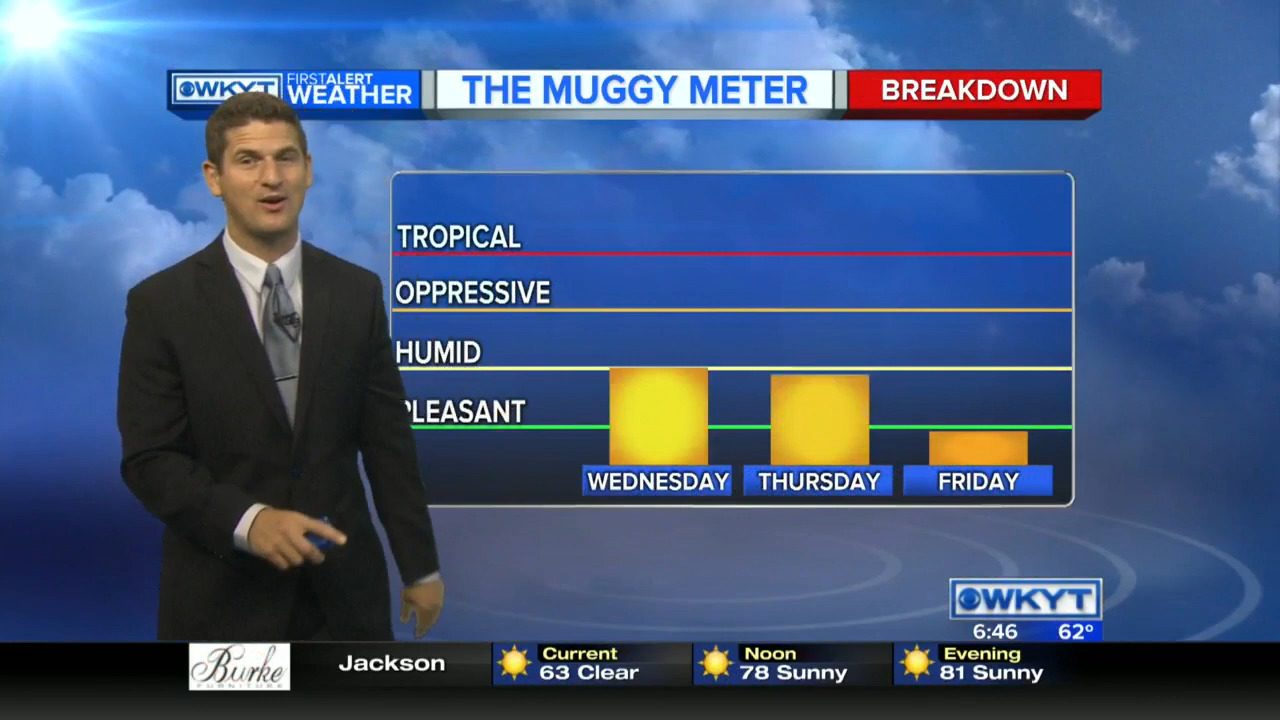 WKYT FIRST ALERT WEATHER
THE MUGGY METER
BREAKDOWN
TROPICAL
OPPRESSIVE
HUMID
PLEASANT
WEDNESDAY THURSDAY FRIDAY
WKYT
6:46 62°
Burke
FURNITURE
Jackson
Current
63 Clear
Noon
78 Sunny
Evening
81 Sunny